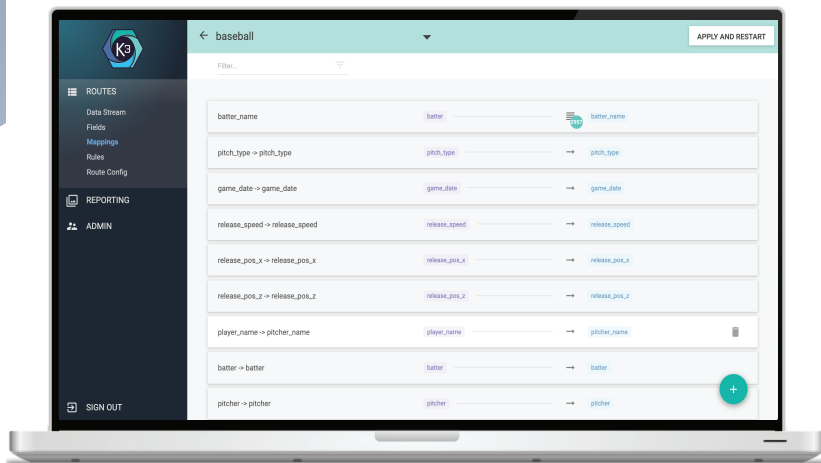 K3
baseball
APPLY AND RESTART
Filter...
ROUTES
Data Stream
Fields
Mappings
Rules
Route Config
REPORTING
ADMIN
SIGN OUT
batter_name batter batter_name
pitch_type -> pitch_type pitch_type → pitch_type
game_date -> game_date game_date → game_date
release_speed -> release_speed release_speed → release_speed
release_pos_x -> release_pos_x release_pos_x → release_pos_x
release_pos_z -> release_pos_z release_pos_z → release_pos_z
player_name -> pitcher_name player_name → pitcher_name
batter -> batter batter → batter
pitcher -> pitcher pitcher → pitcher
+